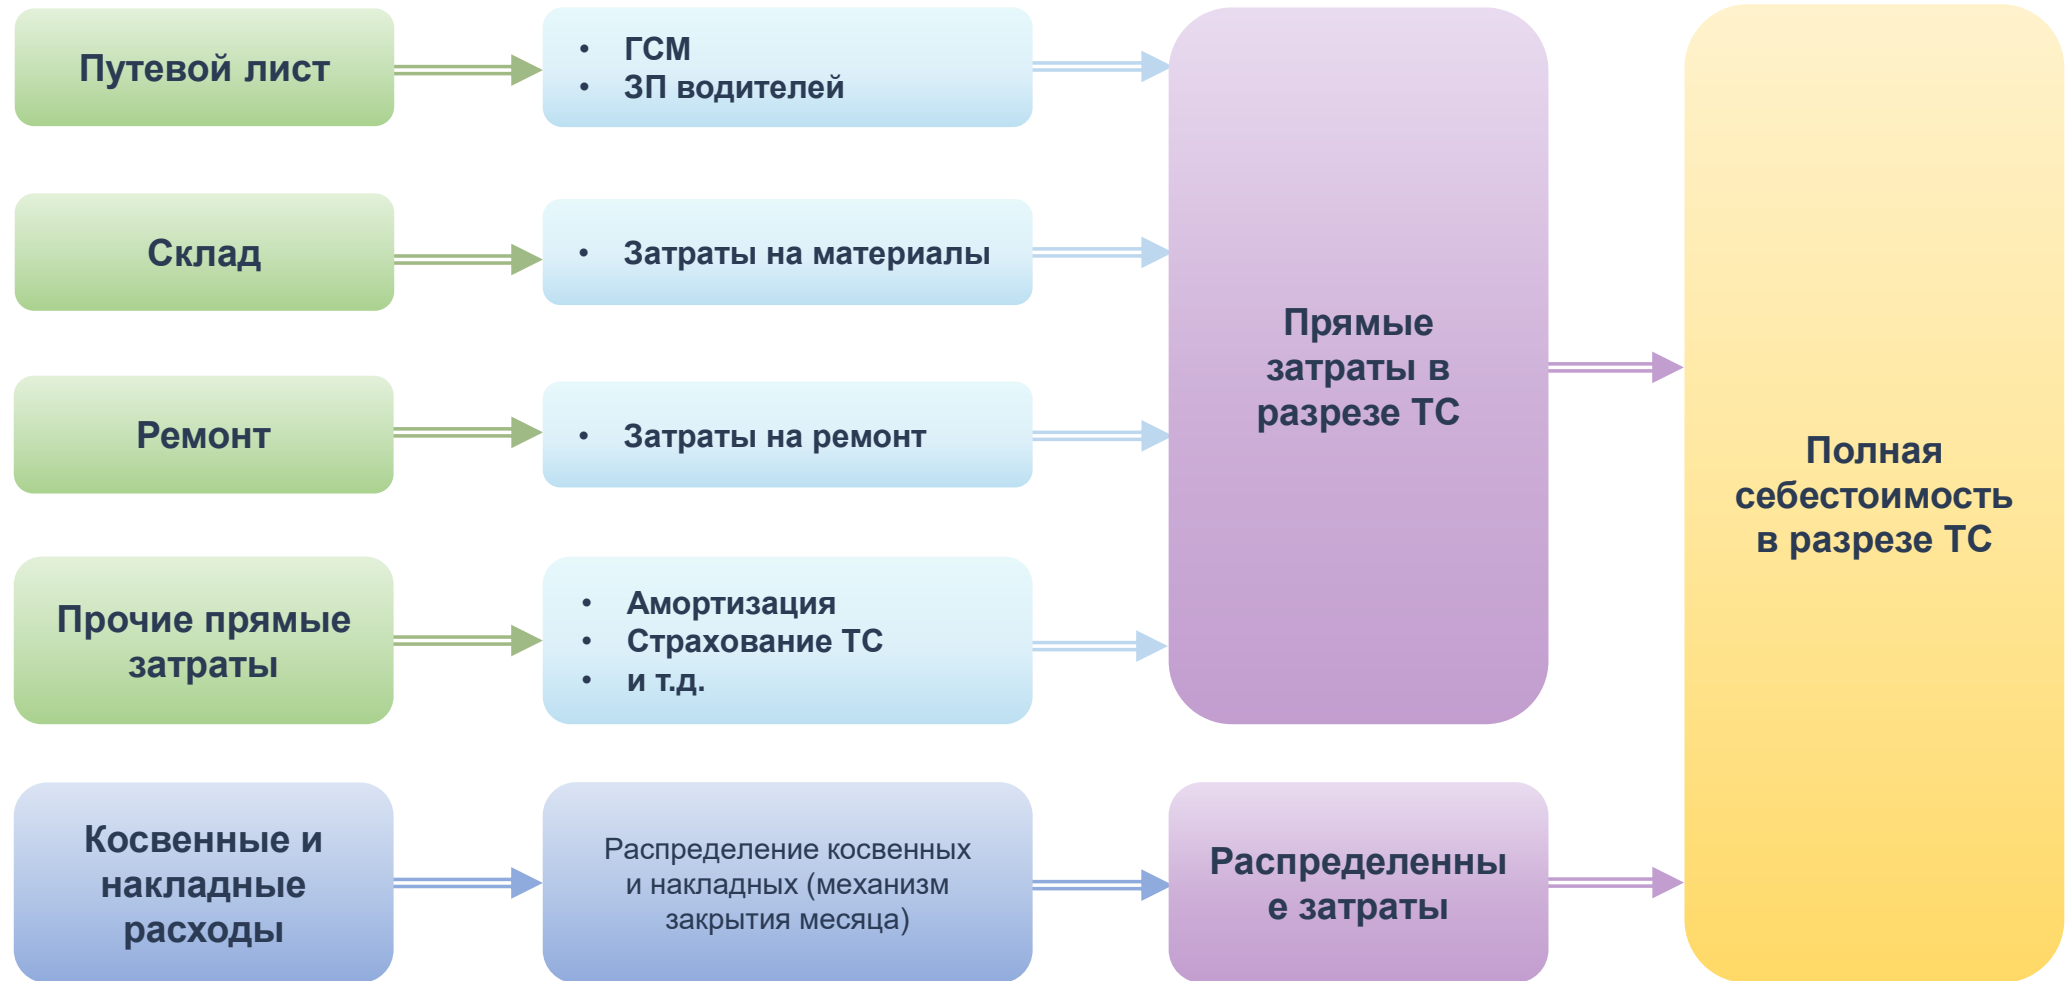 Путевой лист
• ГСМ
• ЗП водителей
Склад
• Затраты на материалы
Ремонт
• Затраты на ремонт
Прочие прямые
затраты
• Амортизация
• Страхование ТС
• и т.д.
Прямые
затраты в
разрезе ТС
Косвенные и
накладные
расходы
Распределение косвенных
и накладных (механизм
закрытия месяца)
Распределенны
е затраты
Полная
себестоимость
в разрезе ТС